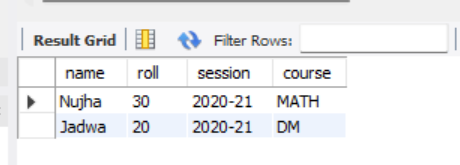 Result Grid Filter Rows:
name roll session course
Nujha 30 2020-21 MATH
Jadwa 20 2020-21 DM